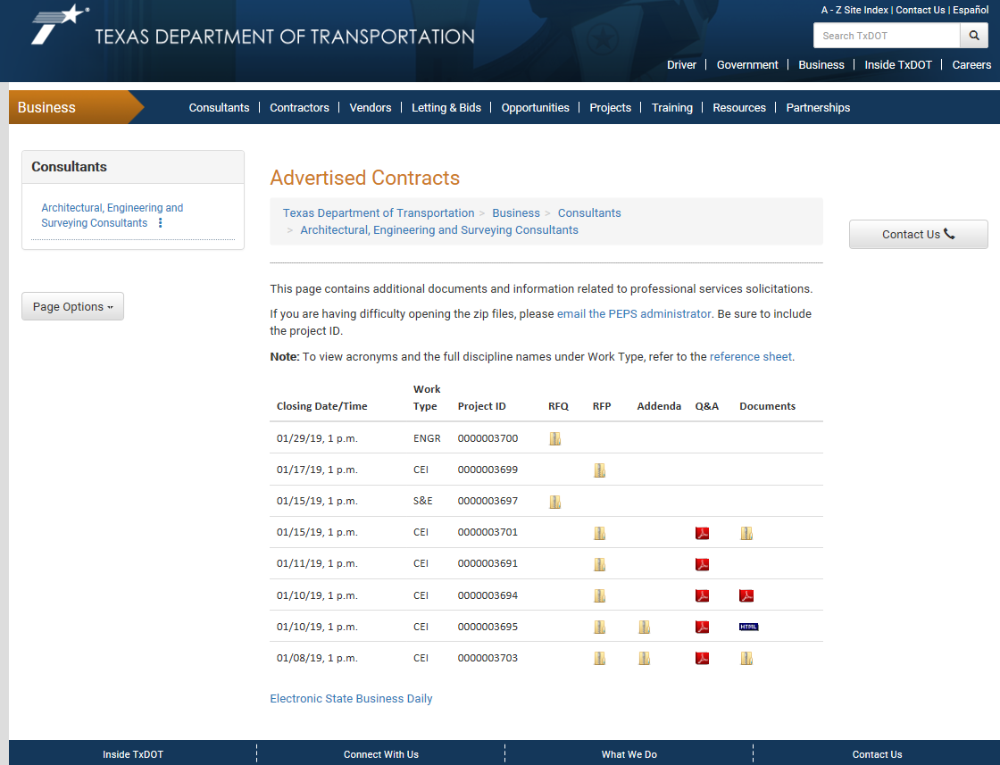 A - Z Site Index | Contact Us | Español
TEXAS DEPARTMENT OF TRANSPORTATION
Search TxDOT
Driver | Government | Business | Inside TxDOT | Careers
Business
Consultants | Contractors | Vendors | Letting & Bids | Opportunities | Projects | Training | Resources | Partnerships
Consultants
Architectural, Engineering and
Surveying Consultants
Page Options
Advertised Contracts
Texas Department of Transportation > Business > Consultants
> Architectural, Engineering and Surveying Consultants
Contact Us
This page contains additional documents and information related to professional services solicitations.
If you are having difficulty opening the zip files, please email the PEPS administrator. Be sure to include
the project ID.
Note: To view acronyms and the full discipline names under Work Type, refer to the reference sheet.
Closing Date/Time Work Type Project ID RFQ RFP Addenda Q&A Documents
01/29/19, 1 p.m. ENGR 0000003700
01/17/19, 1 p.m. CEI 0000003699
01/15/19, 1 p.m. S&E 0000003697
01/15/19, 1 p.m. CEI 0000003701
01/11/19, 1 p.m. CEI 0000003691
01/10/19, 1 p.m. CEI 0000003694
01/10/19, 1 p.m. CEI 0000003695 HTML
01/08/19, 1 p.m. CEI 0000003703
Electronic State Business Daily
Inside TxDOT Connect With Us What We Do Contact Us